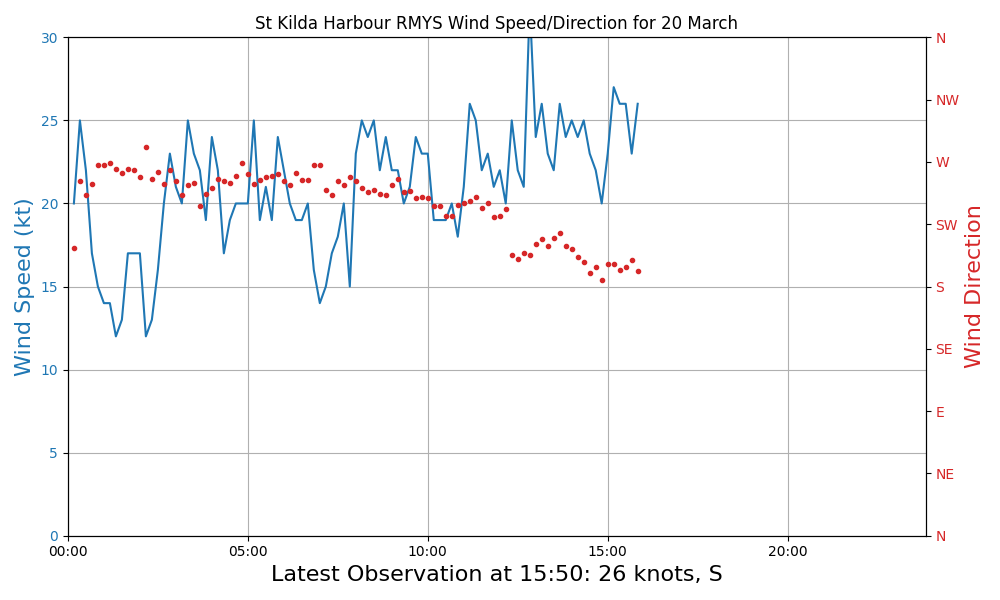 St Kilda Harbour RMYS Wind Speed/Direction for 20 March
Wind Speed (kt)
30
25
20
15
10
5
0
00:00
05:00
10:00
15:00
20:00
N
NW
W
SW
S
SE
E
NE
N
Wind Direction
Latest Observation at 15:50: 26 knots, S